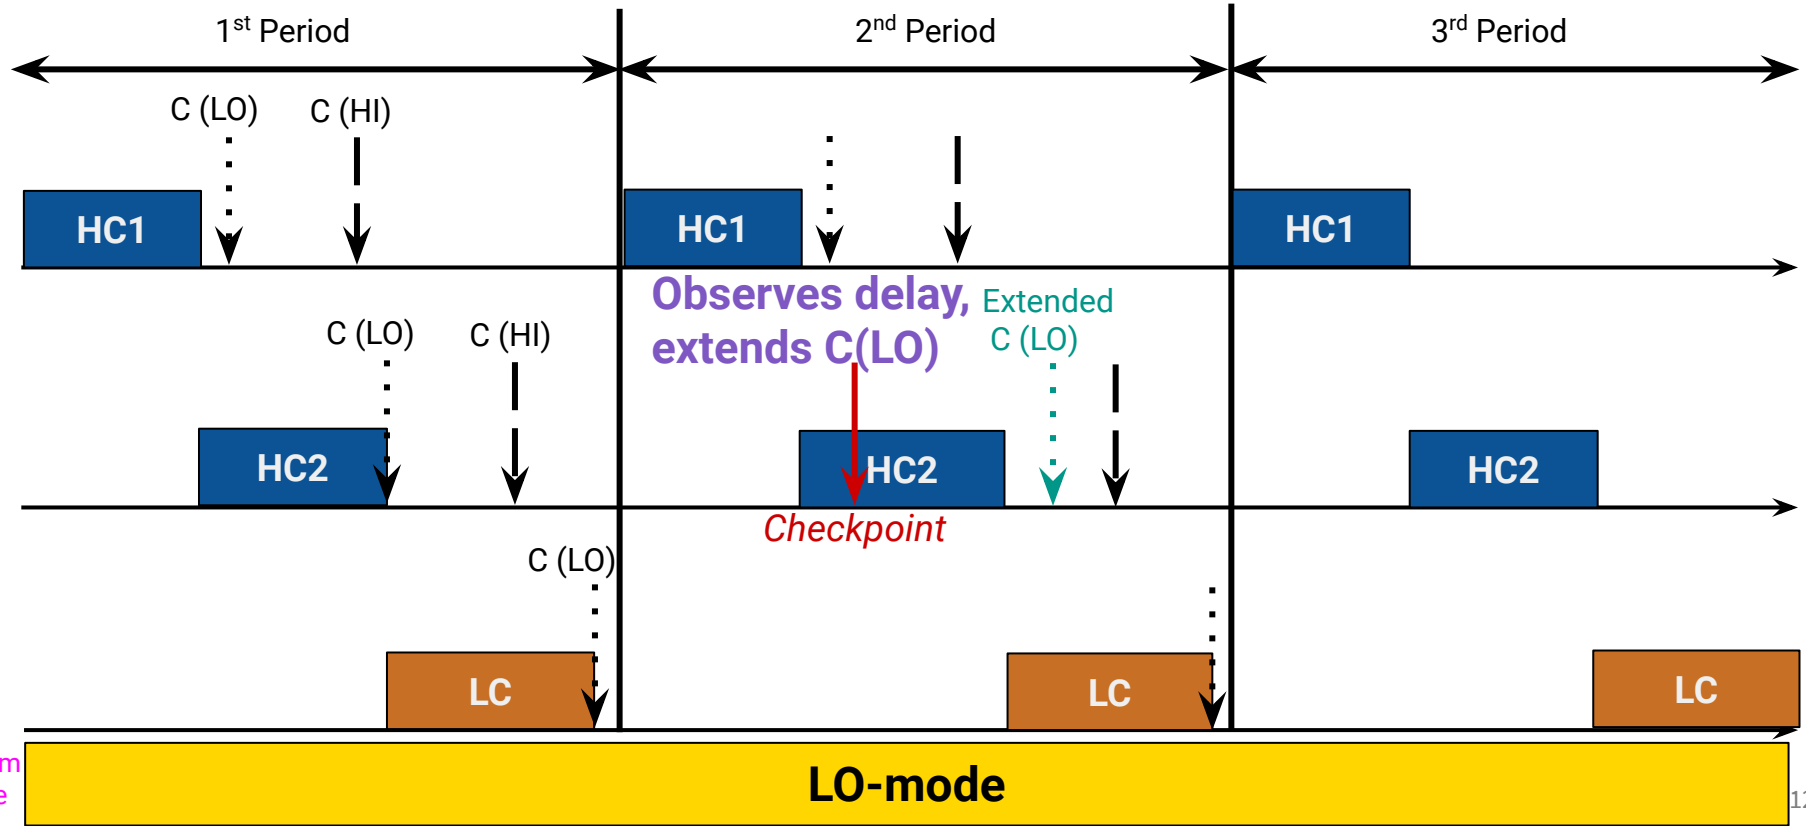 1st Period
2nd Period
3rd Period
C (LO)
C (HI)
HC1
HC1
HC1
Observes delay,
extends C(LO)
Extended
C (LO)
C (LO)
C (HI)
HC2
HC2
HC2
Checkpoint
C (LO)
LC
LC
LC
m
e
LO-mode
12